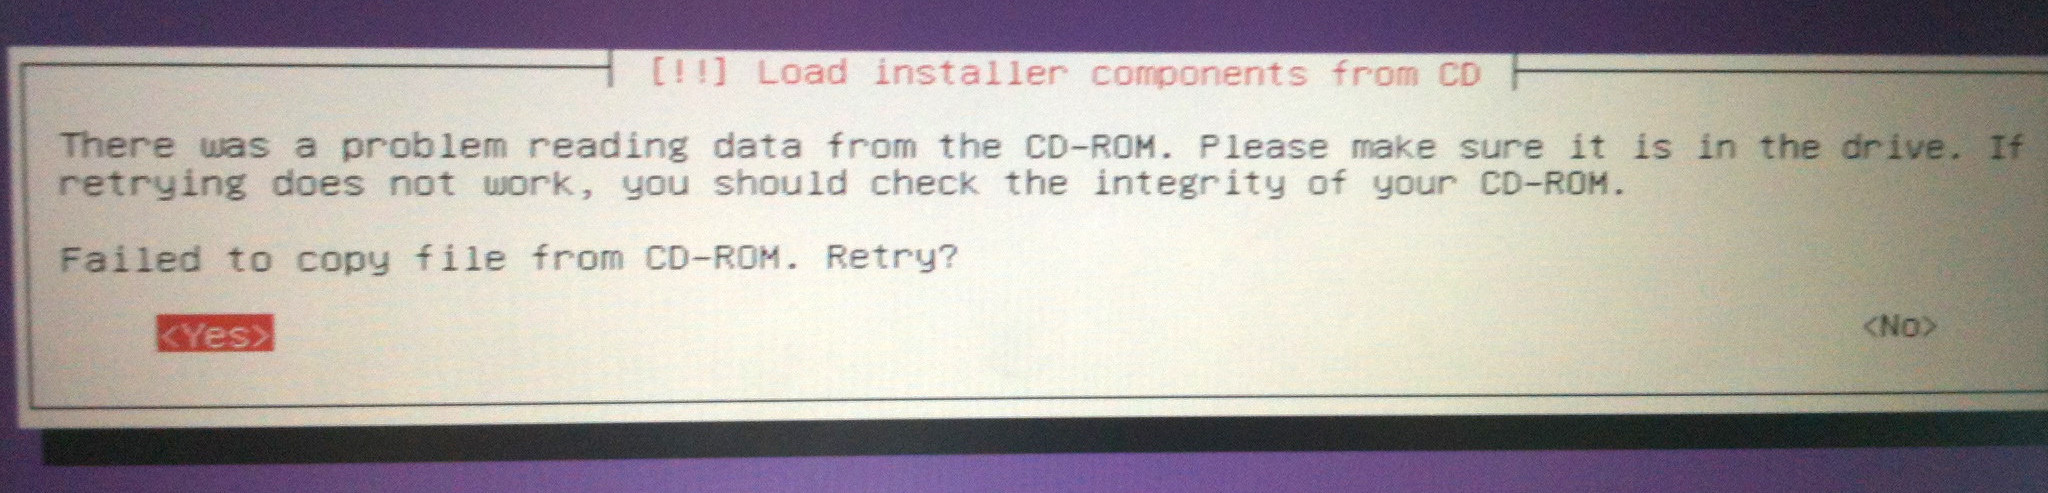 [!!] Load installer components from CD
There was a problem reading data from the CD-ROM. Please make sure it is in the drive. If
retrying does not work, you should check the integrity of your CD-ROM.
Failed to copy file from CD-ROM. Retry?
<Yes> <No>